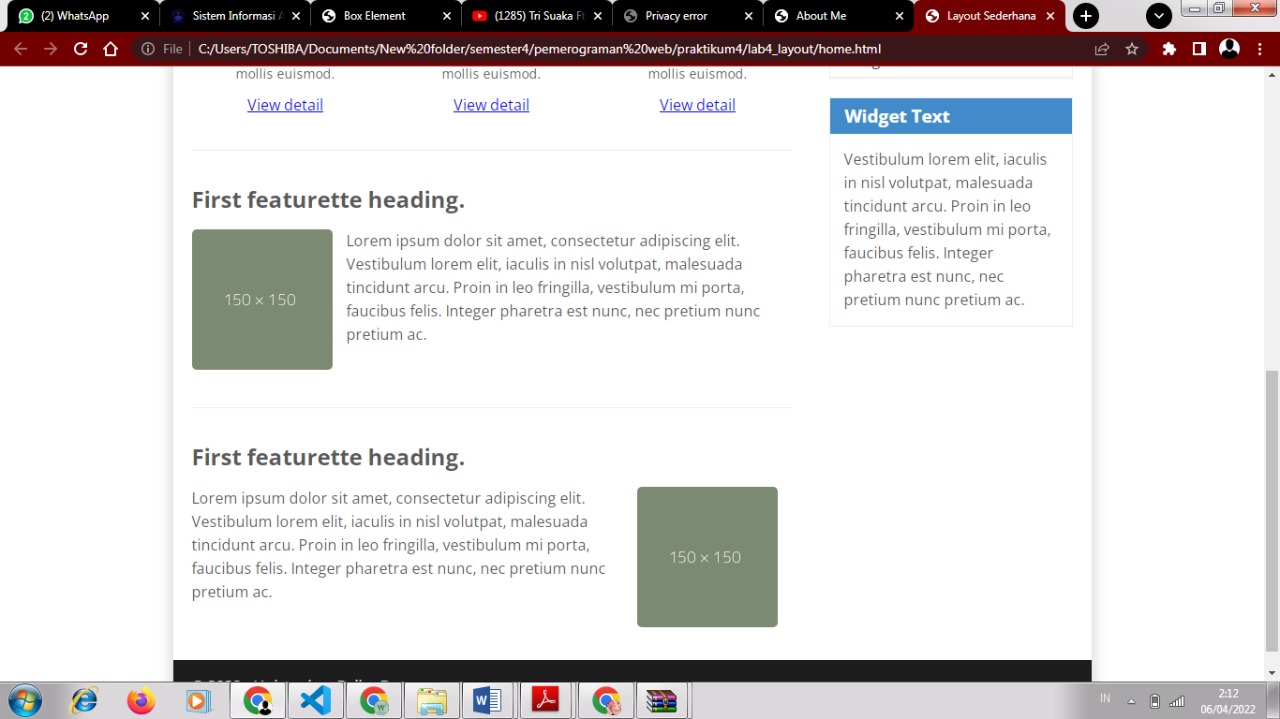 (2) WhatsApp
Sistem Informasi A
Box Element
(1285) Tri Suaka Ft
Privacy error
About Me
Layout Sederhana
File
C:/Users/TOSHIBA/Documents/New%20folder/semester4/pemerograman%20web/praktikum4/lab4_layout/home.html
mollis euismod.
mollis euismod.
mollis euismod.
View detail
View detail
View detail
First featurette heading.
150 × 150
Lorem ipsum dolor sit amet, consectetur adipiscing elit.
Vestibulum lorem elit, iaculis in nisl volutpat, malesuada
tincidunt arcu. Proin in leo fringilla, vestibulum mi porta,
faucibus felis. Integer pharetra est nunc, nec pretium nunc
pretium ac.
First featurette heading.
Lorem ipsum dolor sit amet, consectetur adipiscing elit.
Vestibulum lorem elit, iaculis in nisl volutpat, malesuada
tincidunt arcu. Proin in leo fringilla, vestibulum mi porta,
faucibus felis. Integer pharetra est nunc, nec pretium nunc
pretium ac.
150 × 150
Widget Text
Vestibulum lorem elit, iaculis
in nisl volutpat, malesuada
tincidunt arcu. Proin in leo
fringilla, vestibulum mi porta,
faucibus felis. Integer
pharetra est nunc, nec
pretium nunc pretium ac.
IN
2:12
06/04/2022